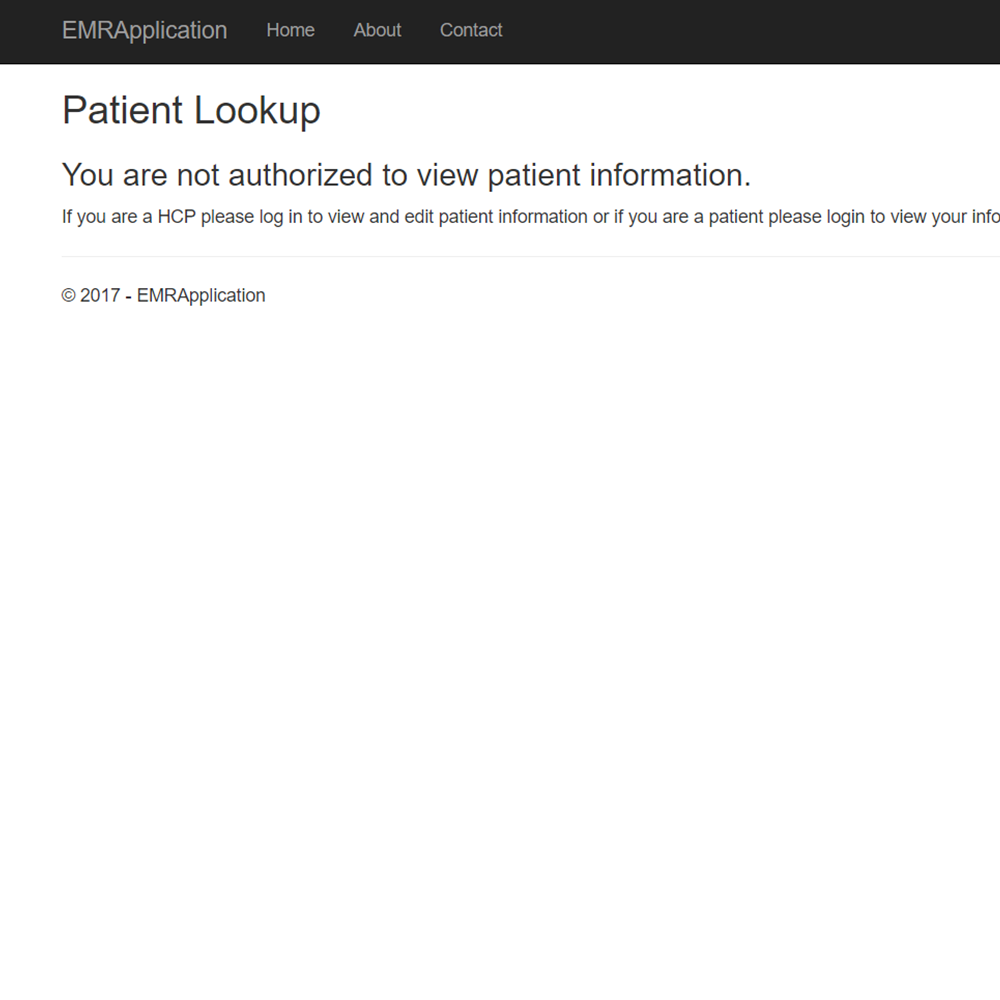 EMRApplication Home About Contact
Patient Lookup
You are not authorized to view patient information.
If you are a HCP please log in to view and edit patient information or if you are a patient please login to view your info
© 2017 - EMRApplication